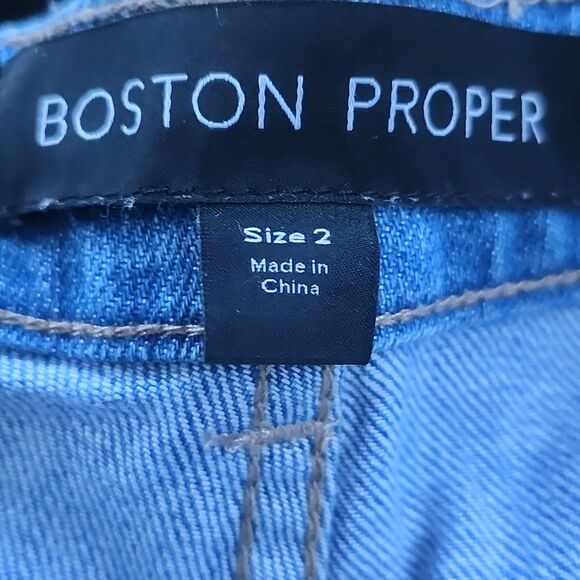 BOSTON PROPER
Size 2
Made in
China